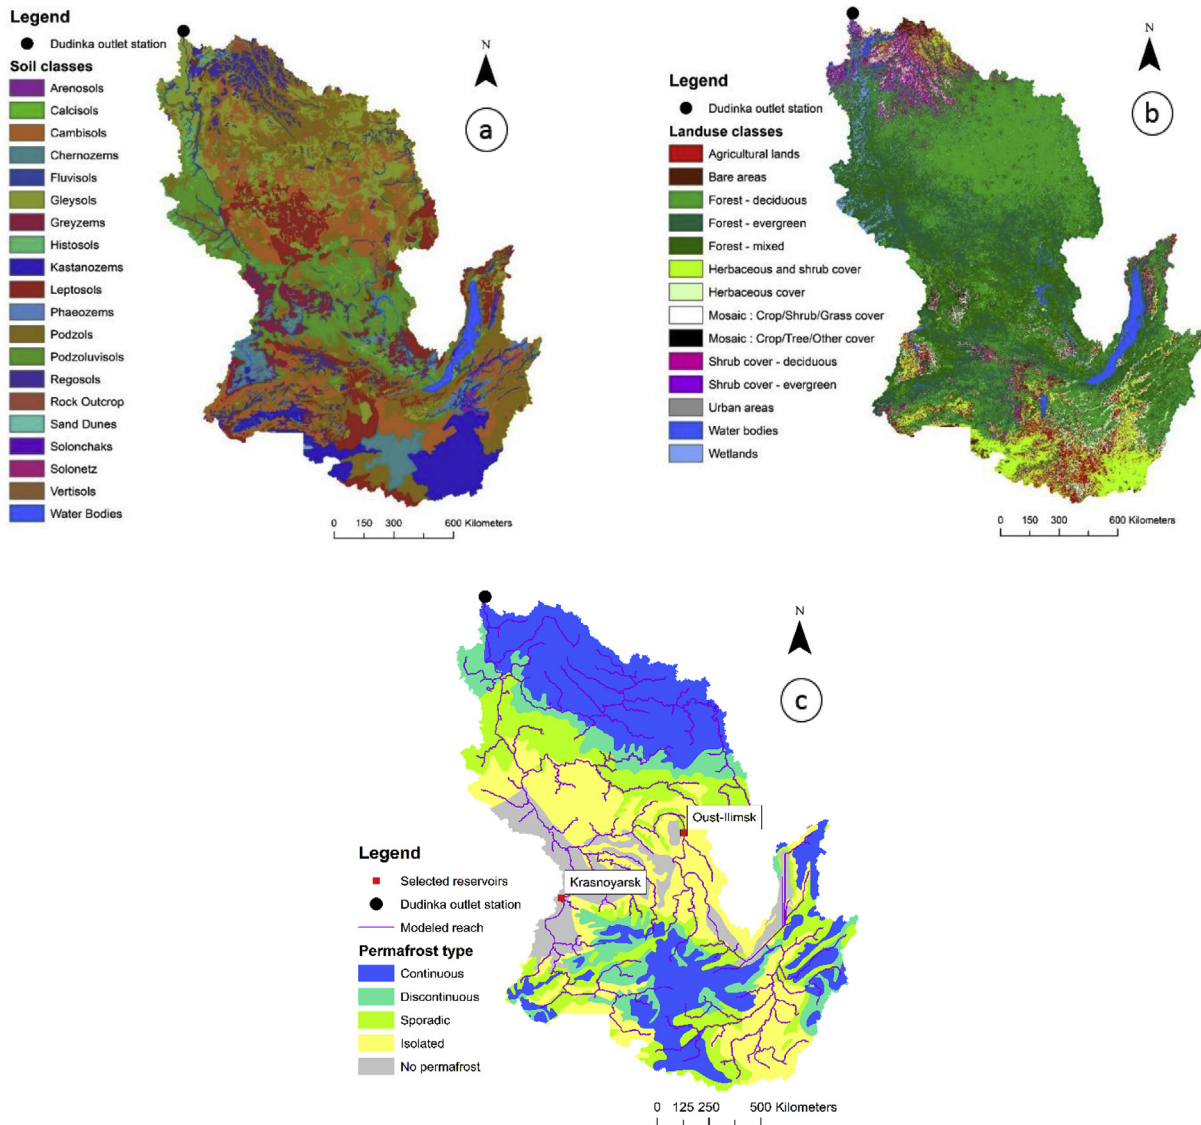 Legend
Dudinka outlet station
Soil classes
Arenosols
Calcisols
Cambisols
Chernozems
Fluvisols
Gleysols
Greyzems
Histosols
Kastanozems
Leptosols
Phaeozems
Podzols
Podzoluvisols
Regosols
Rock Outcrop
Sand Dunes
Solonchaks
Solonetz
Vertisols
Water Bodies
N
a
0 150 300 600 Kilometers
Legend
Dudinka outlet station
Landuse classes
Agricultural lands
Bare areas
Forest - deciduous
Forest - evergreen
Forest - mixed
Herbaceous and shrub cover
Herbaceous cover
Mosaic : Crop/Shrub/Grass cover
Mosaic : Crop/Tree/Other cover
Shrub cover - deciduous
Shrub cover - evergreen
Urban areas
Water bodies
Wetlands
N
b
0 150 300 600 Kilometers
N
c
Oust-Ilimsk
Krasnoyarsk
Legend
Selected reservoirs
Dudinka outlet station
Modeled reach
Permafrost type
Continuous
Discontinuous
Sporadic
Isolated
No permafrost
0 125 250 500 Kilometers